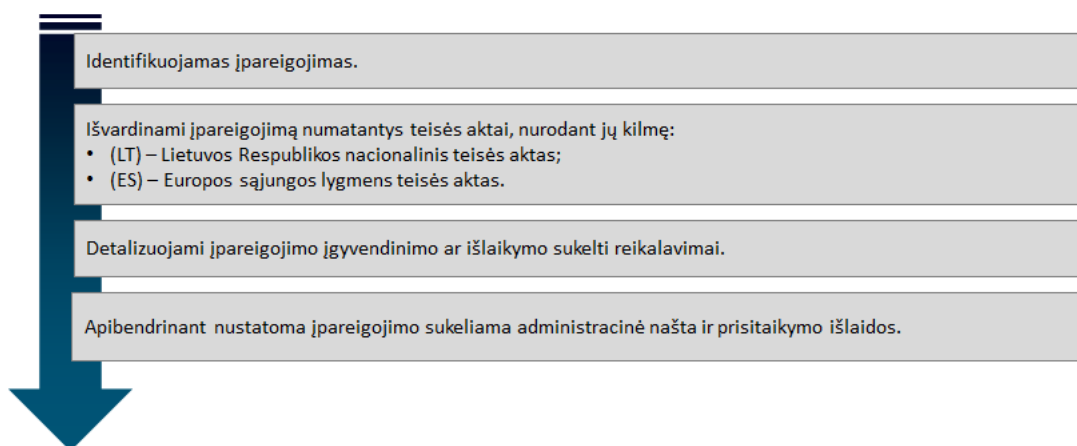 Identifikuojamas įpareigojimas.
Išvardinami įpareigojimą numatantys teisės aktai, nurodant jų kilmę:
• (LT) – Lietuvos Respublikos nacionalinis teisės aktas;
• (ES) – Europos sąjungos lygmens teisės aktas.
Detalizuojami įpareigojimo įgyvendinimo ar išlaikymo sukelti reikalavimai.
Apibendrinant nustatoma įpareigojimo sukeliama administracinė našta ir prisitaikymo išlaidos.